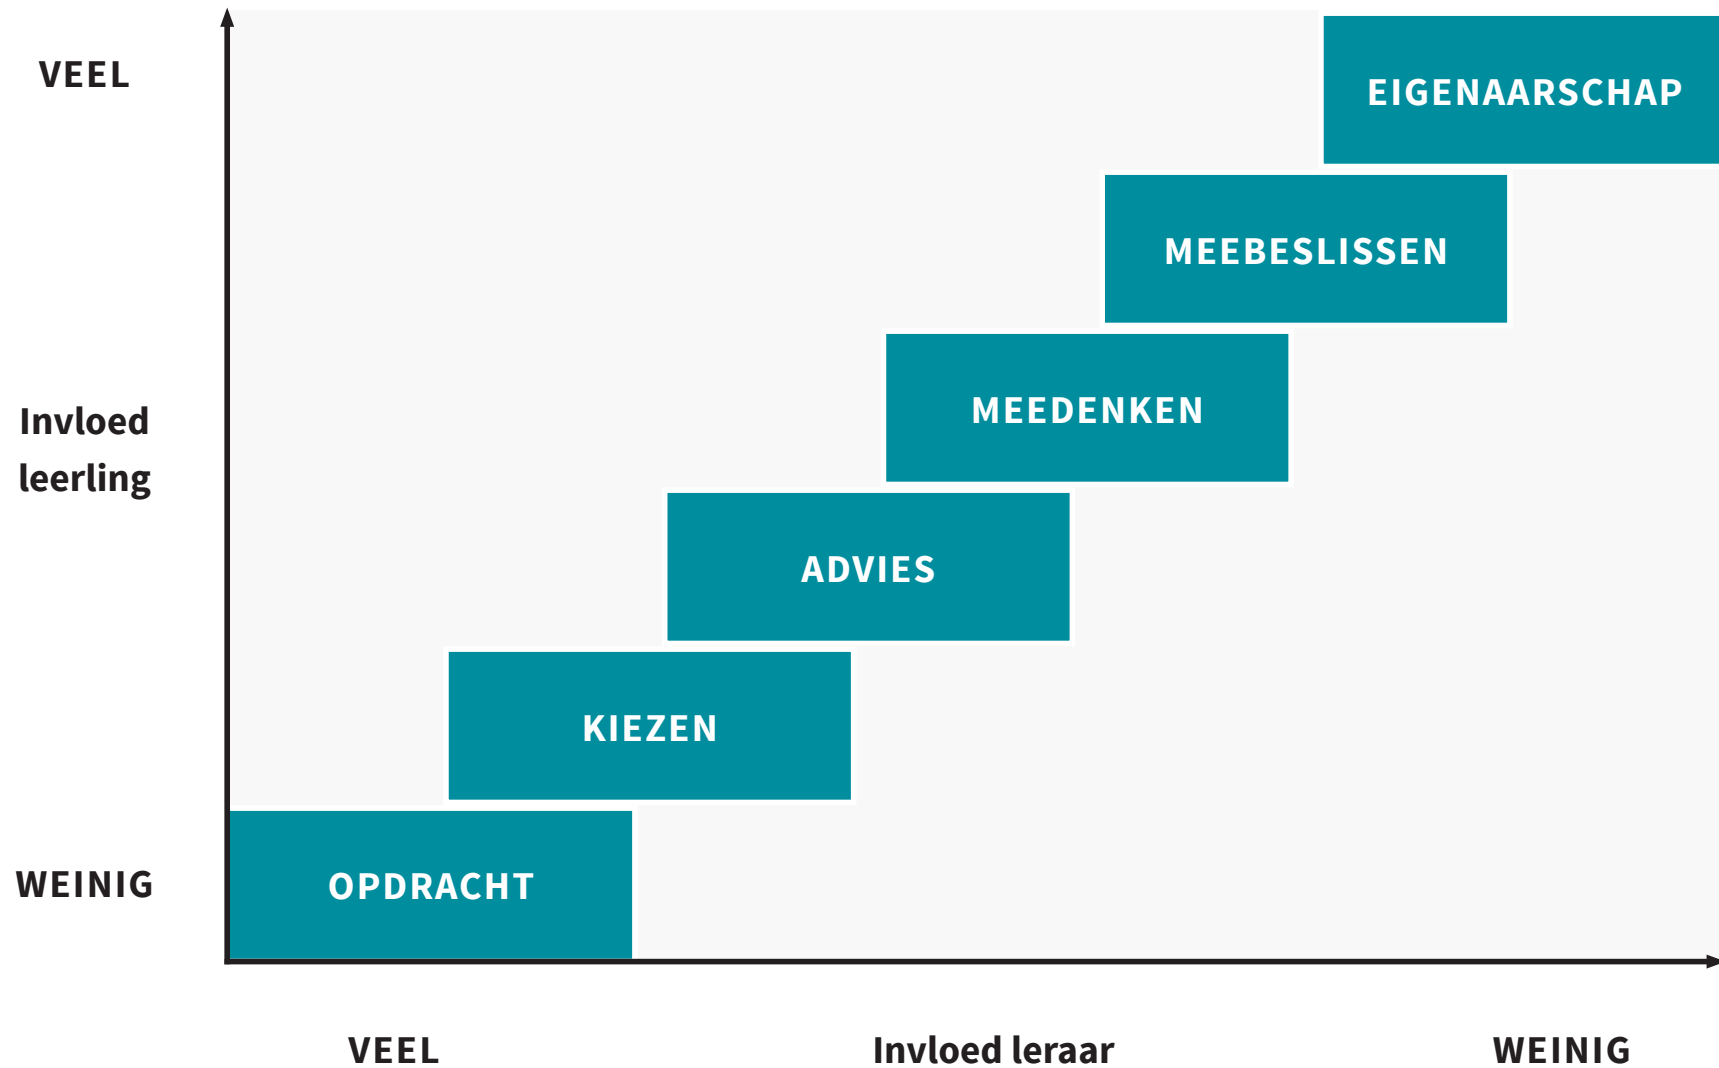 VEEL
EIGENAARSCHAP
MEEBESLISSEN
Invloed
leerling
MEEDENKEN
ADVIES
KIEZEN
WEINIG
OPDRACHT
VEEL
Invloed leraar
WEINIG